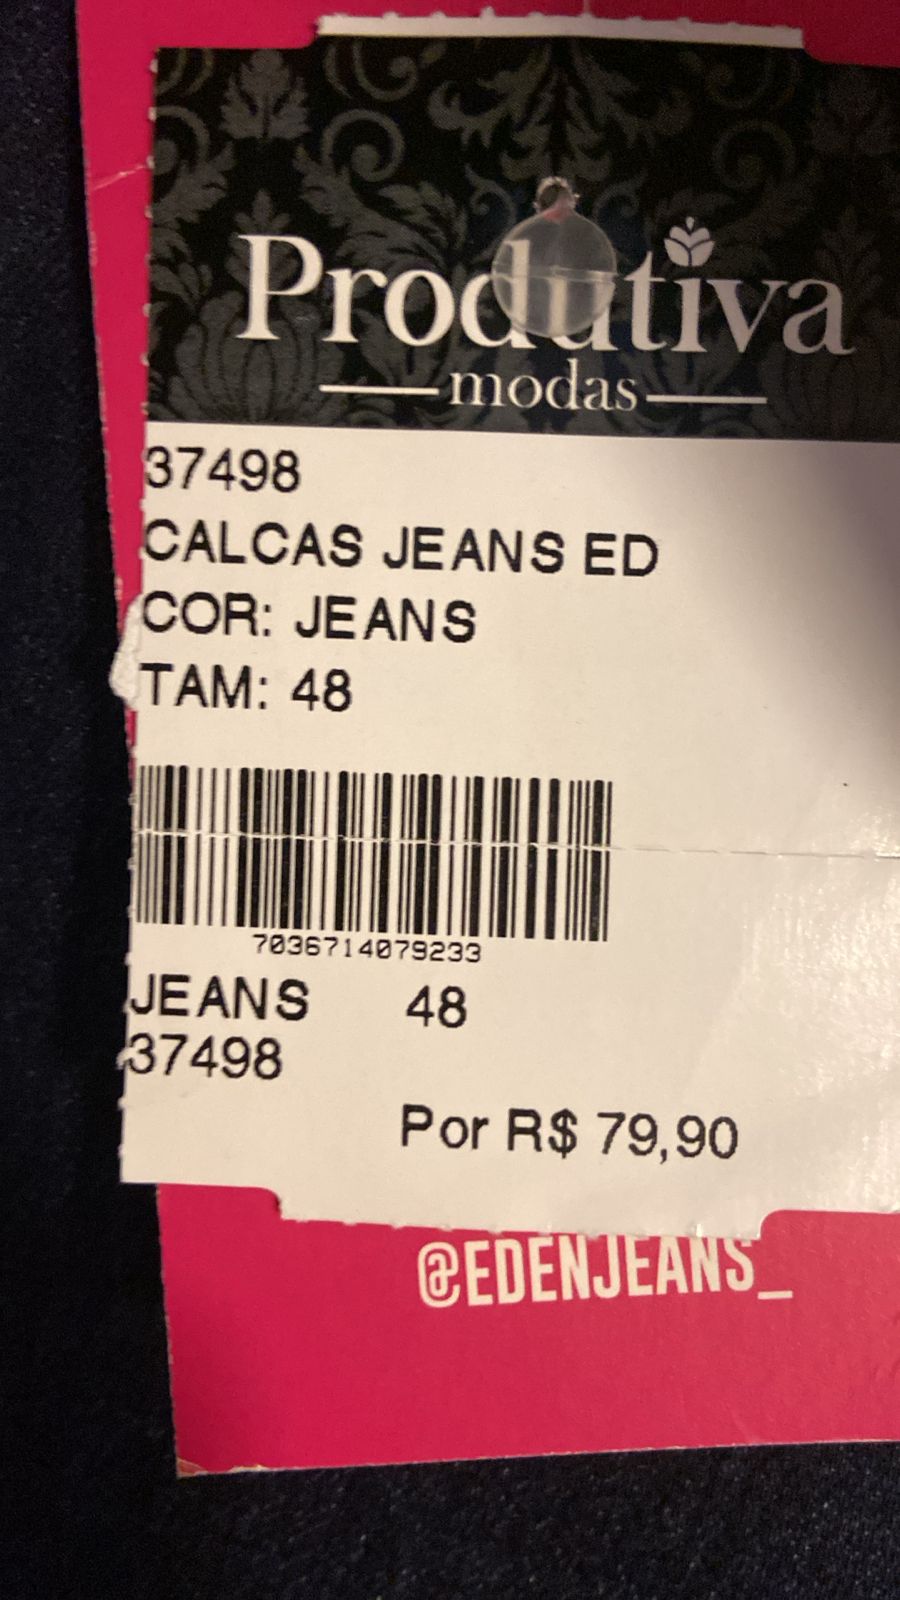 Produtiva
modas
37498
CALCAS JEANS ED
COR: JEANS
TAM: 48
7036714079233
JEANS 48
37498
Por R$ 79,90
@EDENJEANS_